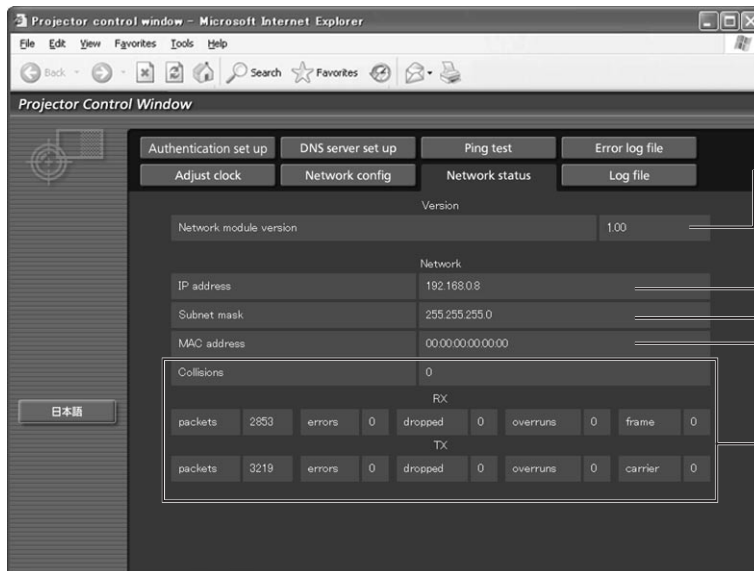 Projector control window - Microsoft Internet Explorer
File Edit View Favorites Tools Help
Back Search Favorites
Projector Control Window
Authentication set up DNS server set up Ping test Error log file
Adjust clock Network config Network status Log file
Version
Network module version 1.00
Network
IP address 192.168.0.8
Subnet mask 255.255.255.0
MAC address 00:00:00:00:00:00
Collisions 0
RX
日本語
packets 2853 errors 0 dropped 0 overruns 0 frame 0
TX
packets 3219 errors 0 dropped 0 overruns 0 carrier 0